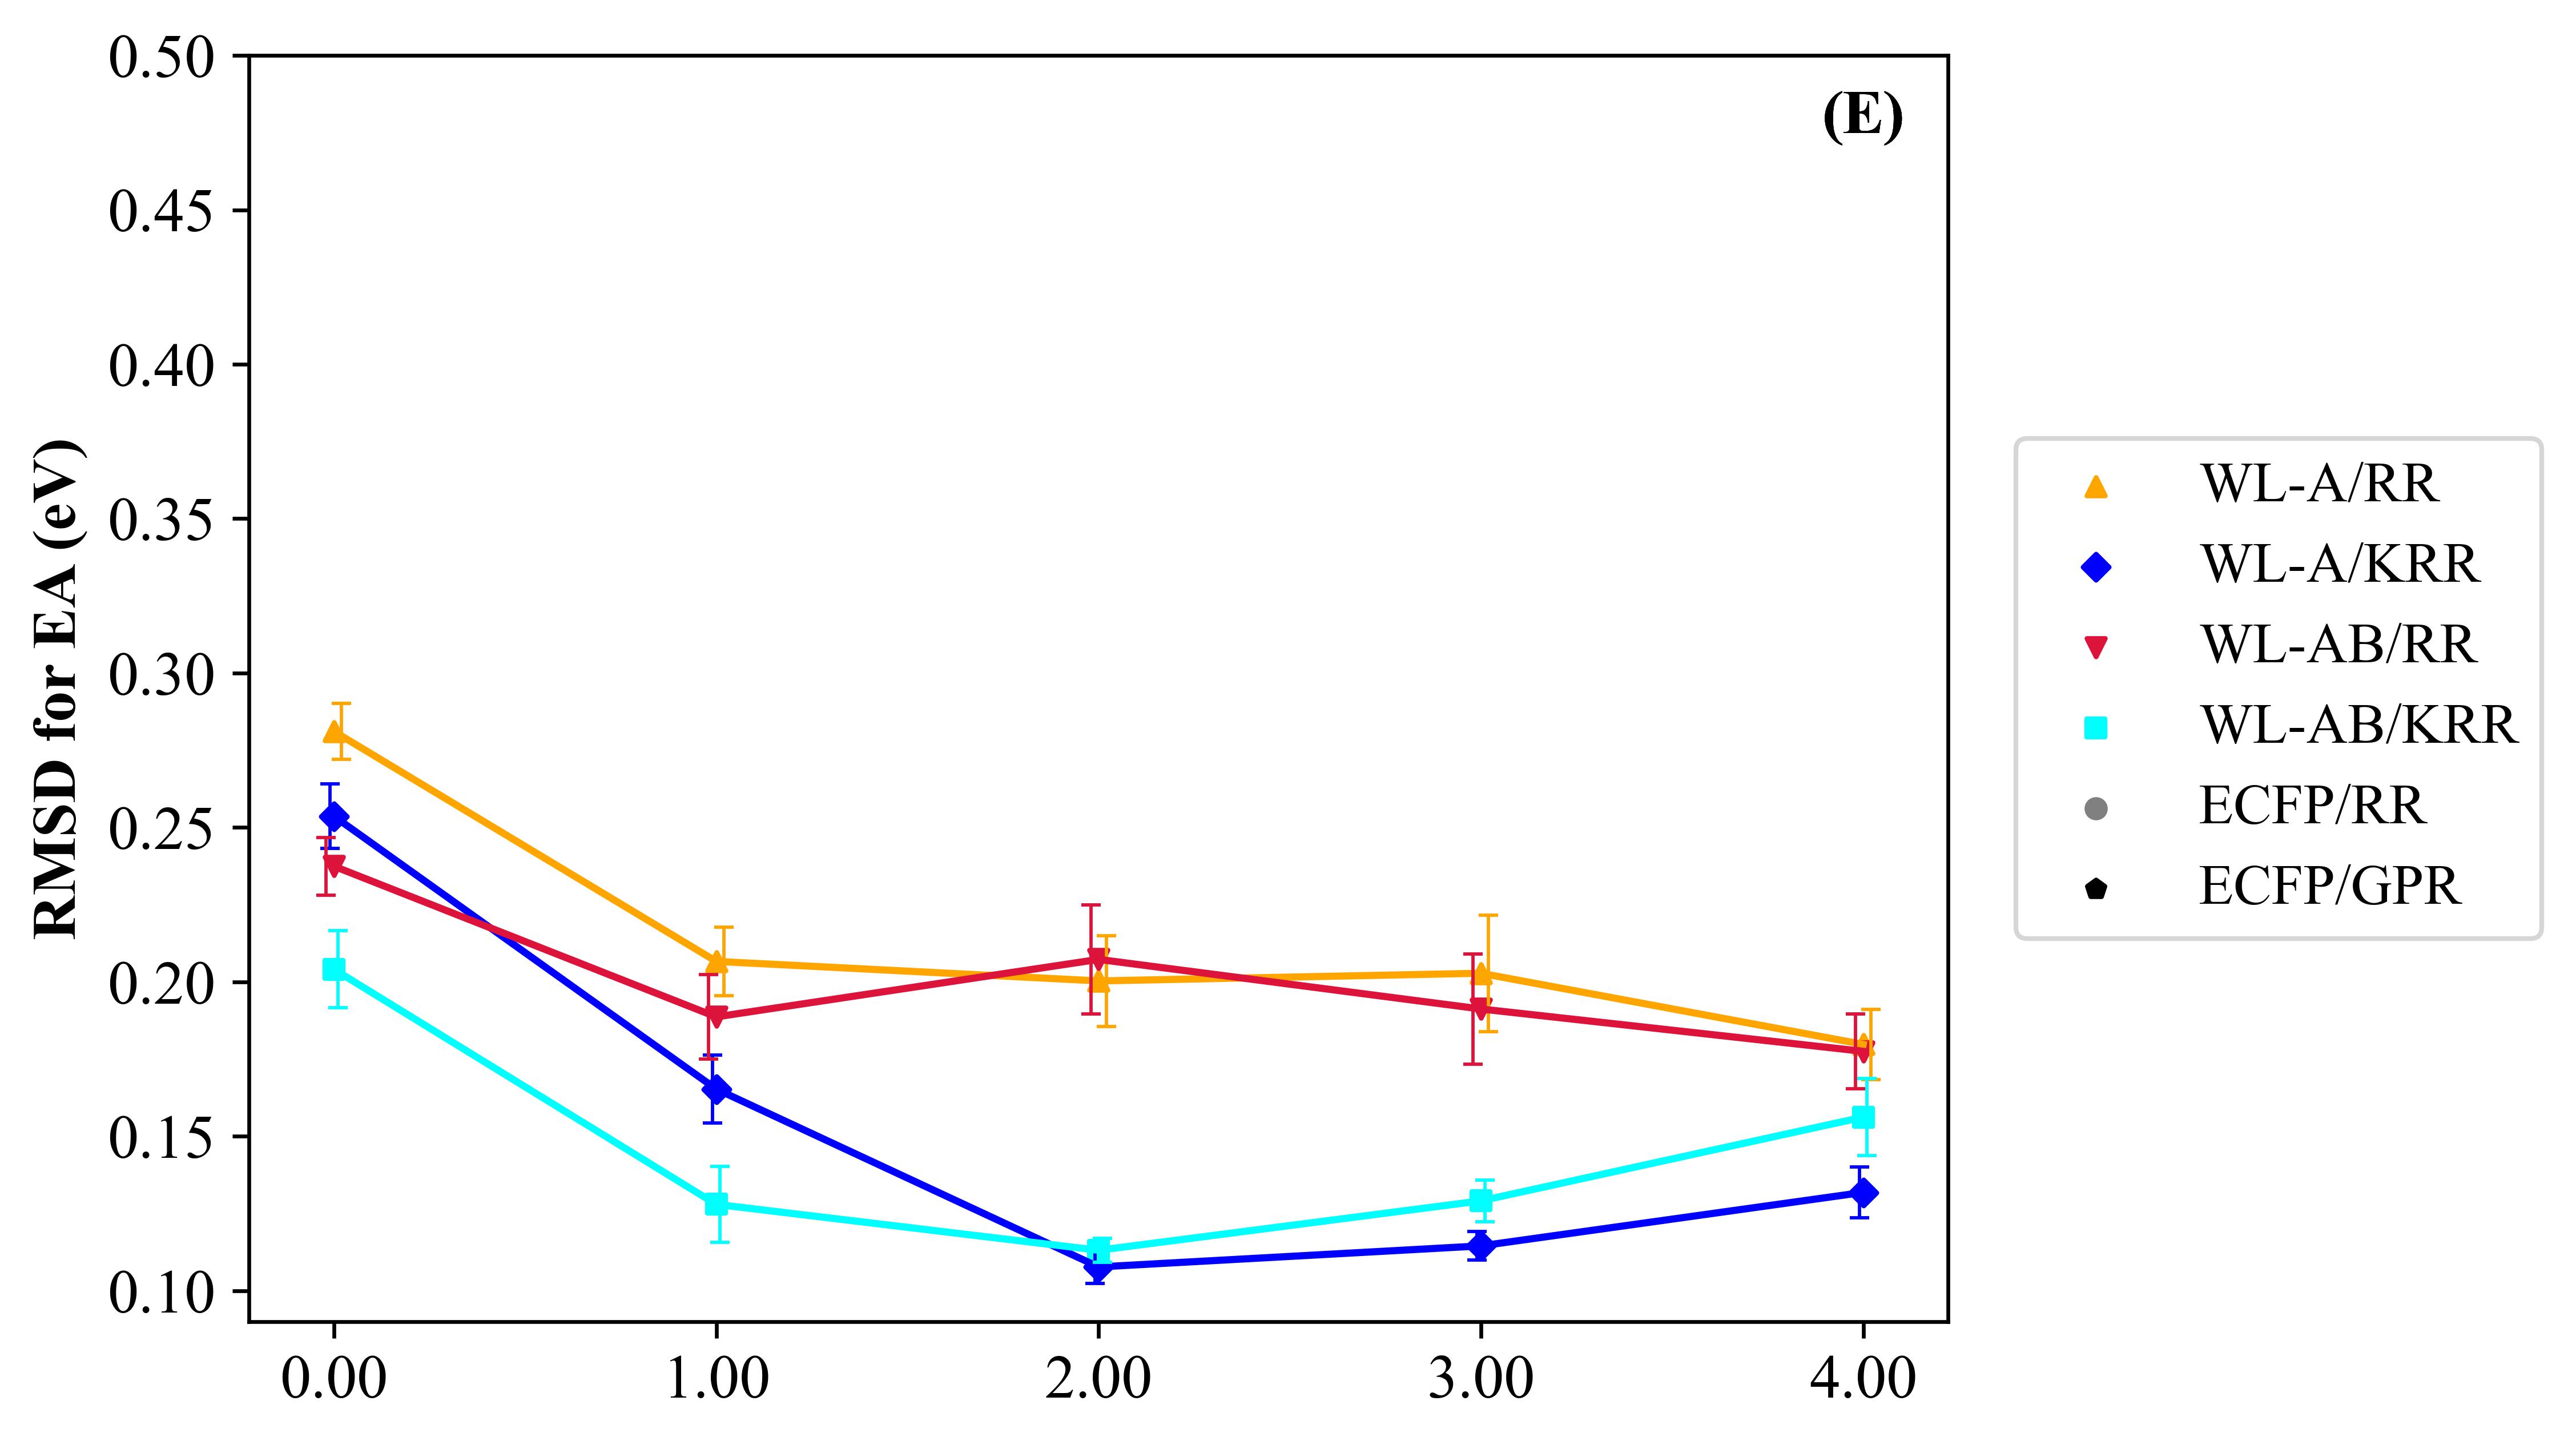 (E)
RMSD for EA (eV)
0.50
0.45
0.40
0.35
0.30
0.25
0.20
0.15
0.10
0.00 1.00 2.00 3.00 4.00
WL-A/RR
WL-A/KRR
WL-AB/RR
WL-AB/KRR
ECFP/RR
ECFP/GPR